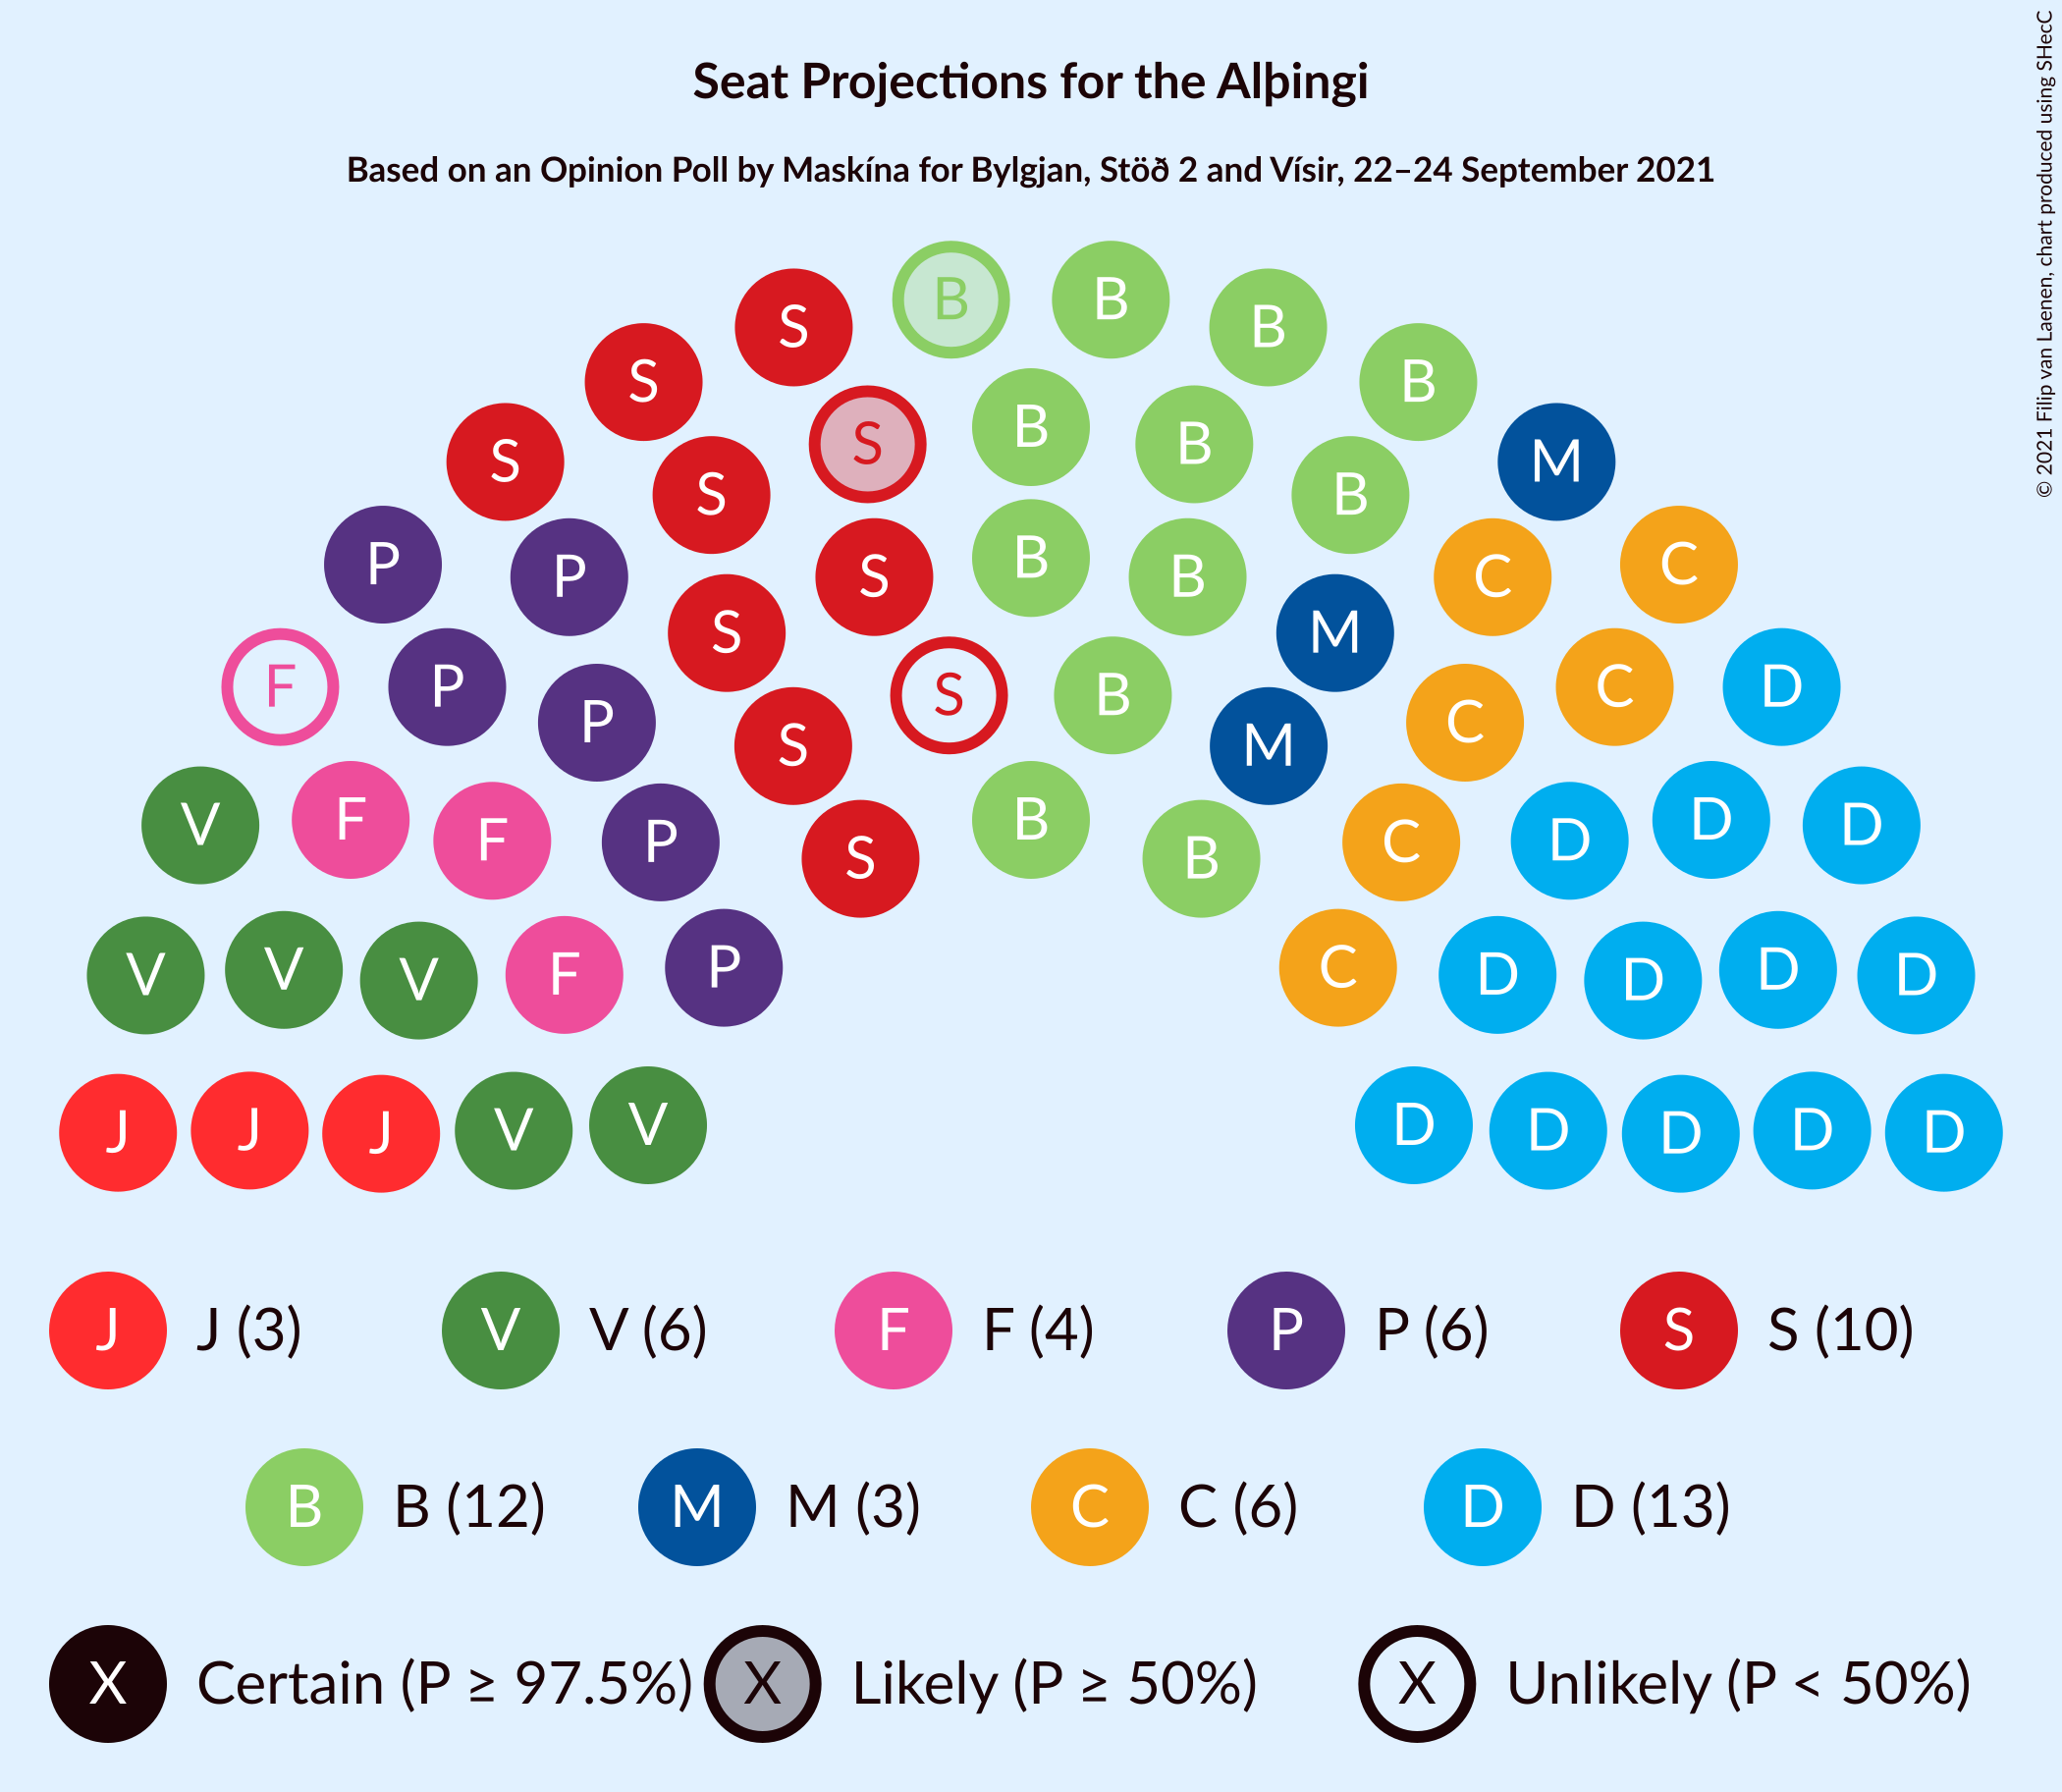 Seat Projections for the Alþingi
Based on an Opinion Poll by Maskína for Bylgjan, Stöð 2 and Vísir, 22–24 September 2021
© 2021 Filip van Laenen, chart produced using SHecC
B B
S B
S B
S B
S M
S B
S B
P C
P S B C
B
F P S M C D
P S S B M C
V F F P S B B C D D D
V V V F P C D D D D
J J J V V D D D D D
J J (3) V V (6) F F (4) P P (6) S S (10)
B B (12) M M (3) C C (6) D D (13)
X Certain (P ≥ 97.5%) X Likely (P ≥ 50%) X Unlikely (P < 50%)